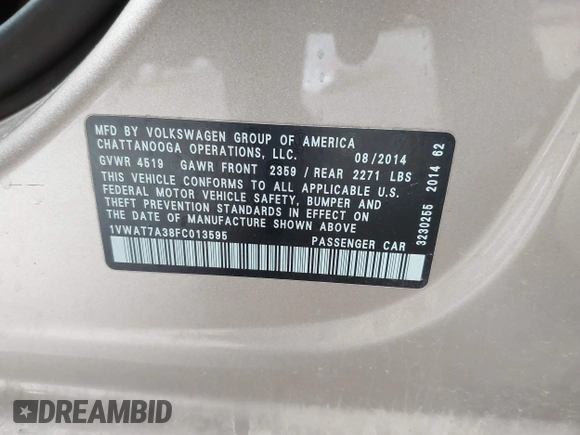 MFD BY VOLKSWAGEN GROUP OF AMERICA
CHATTANOOGA OPERATIONS, LLC. 08/2014
GVWR 4519 GAWR FRONT 2359 / REAR 2271 LBS
THIS VEHICLE CONFORMS TO ALL APPLICABLE U.S.
FEDERAL MOTOR VEHICLE SAFETY, BUMPER AND
THEFT PREVENTION STANDARDS IN EFFECT ON
THE DATE OF MANUFACTURE SHOWN ABOVE
1VWAT7A38FC013595 PASSENGER CAR
3230255 2014 62
DREAMBID